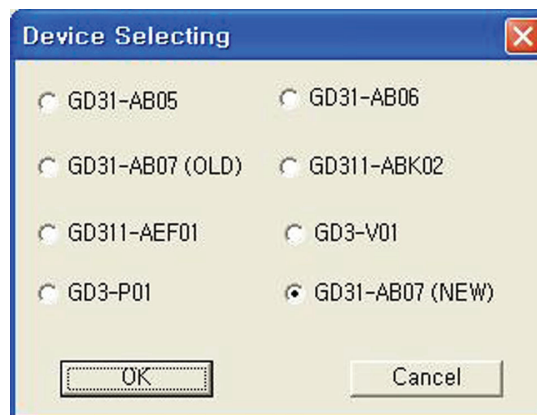 Device Selecting
GD31-AB05
GD31-AB06
GD31-AB07 (OLD)
GD311-ABK02
GD311-AEF01
GD3-V01
GD3-P01
GD31-AB07 (NEW)
OK
Cancel